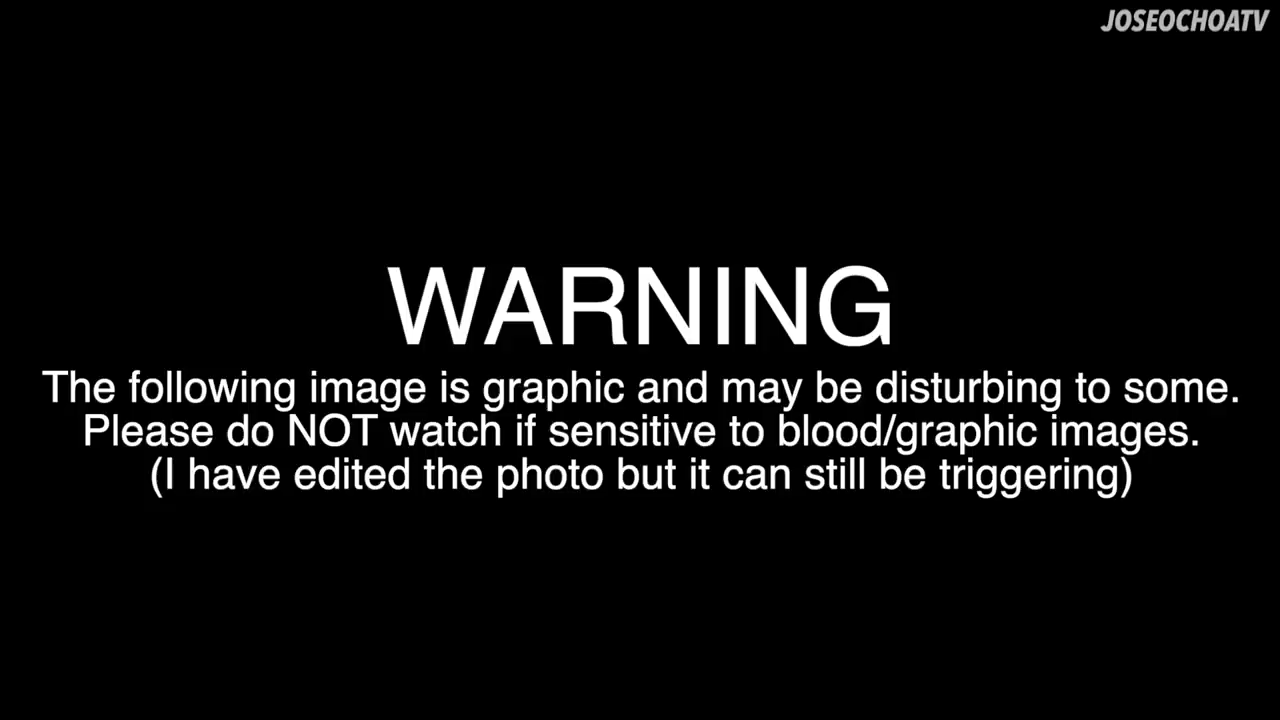 JOSEOCHOATV
WARNING
The following image is graphic and may be disturbing to some.
Please do NOT watch if sensitive to blood/graphic images.
(I have edited the photo but it can still be triggering)